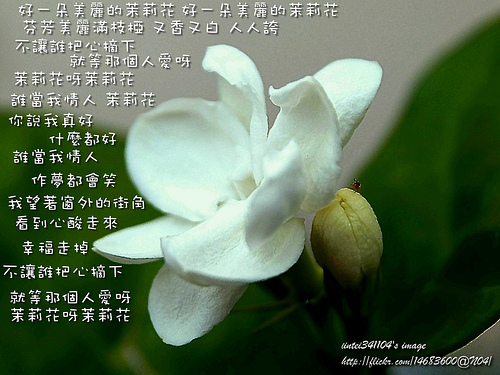 好一朵美麗的茉莉花 好一朵美麗的茉莉花
芬芳美麗滿枝椏 又香又白 人人誇
不讓誰把心摘下
就等那個人愛呀
茉莉花呀茉莉花
誰當我情人 茉莉花
你說我真好
什麼都好
誰當我情人
作夢都會笑
我望著窗外的街角
看到心酸走來
幸福走掉
不讓誰把心摘下
就等那個人愛呀
茉莉花呀茉莉花
iintei341104's image
http://flickr.com/14683600@7104/